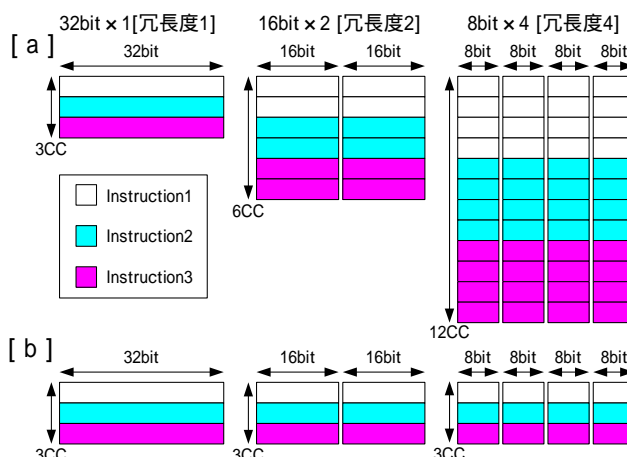 32bit×1[冗長度1] 16bit×2 [冗長度2] 8bit×4 [冗長度4]
[ a ]
32bit 16bit 16bit 8bit 8bit 8bit 8bit
3CC
6CC
12CC
Instruction1
Instruction2
Instruction3
[ b ]
32bit 16bit 16bit 8bit 8bit 8bit 8bit
3CC 3CC 3CC